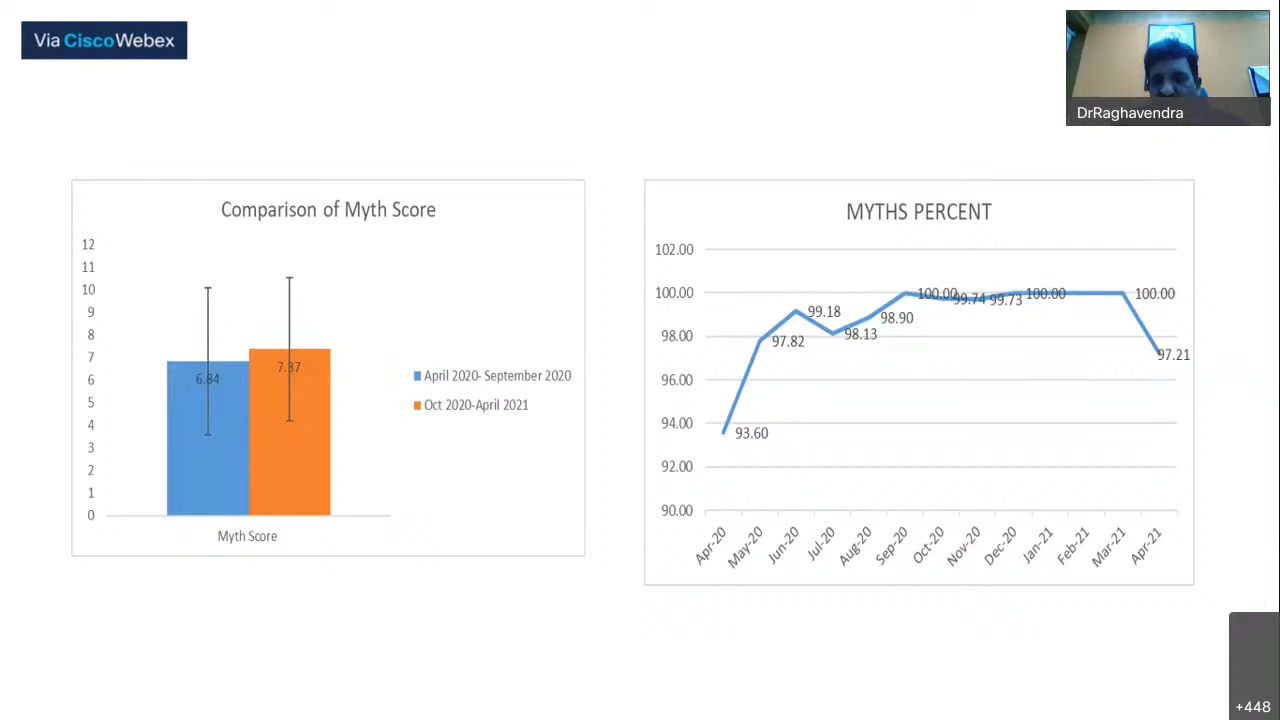 Via CiscoWebex
DrRaghavendra
Comparison of Myth Score
12
11
10
9
8
7
6
5
4
3
2
1
0
6.84
7.37
Myth Score
April 2020- September 2020
Oct 2020-April 2021
MYTHS PERCENT
102.00
100.00
98.00
96.00
94.00
92.00
90.00
93.60
97.82
99.18
98.13
98.90
100.00
99.74
99.73
100.00
100.00
97.21
Apr-20
May-20
Jun-20
Jul-20
Aug-20
Sep-20
Oct-20
Nov-20
Dec-20
Jan-21
Feb-21
Mar-21
Apr-21
+448